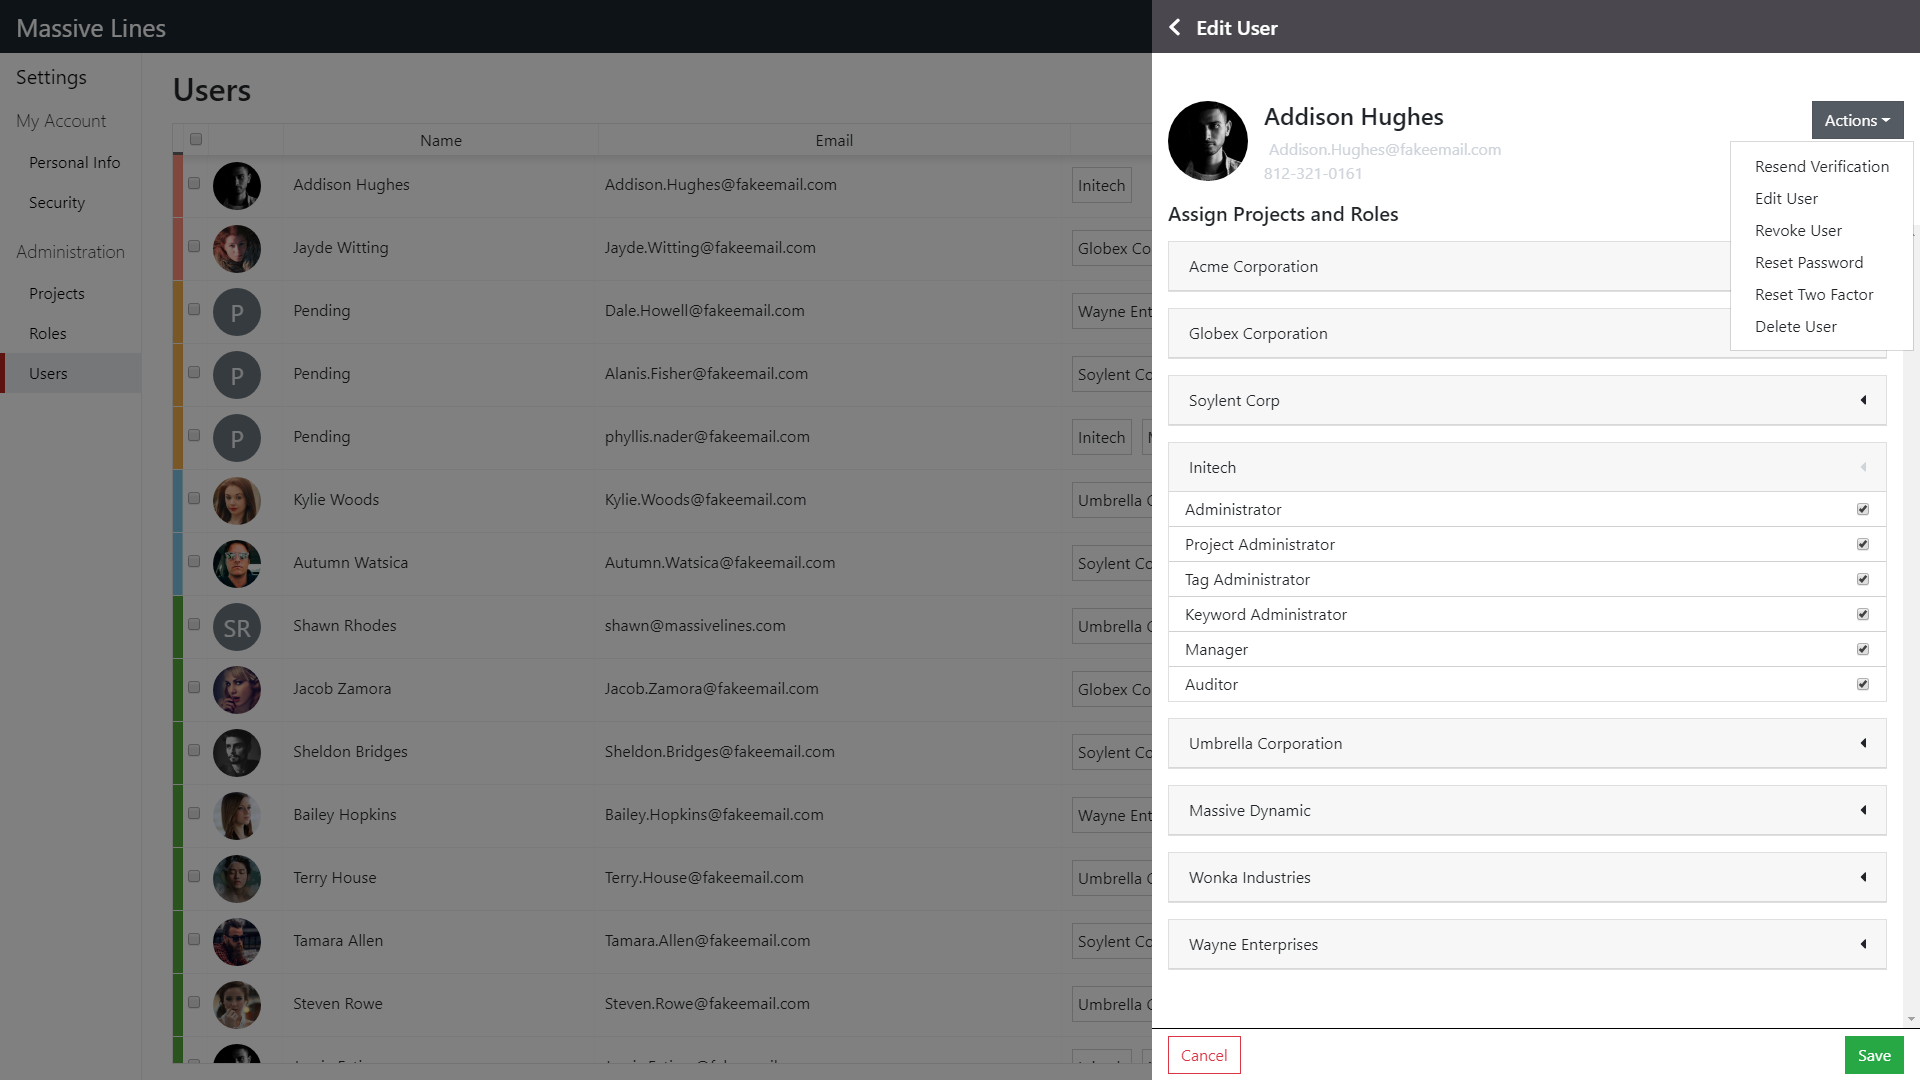 Massive Lines
Settings
My Account
Personal Info
Security
Administration
Projects
Roles
Users
Users
Name Email
Addison Hughes Addison.Hughes@fakeemail.com Initech
Jayde Witting Jayde.Witting@fakeemail.com Globex Co
P Pending Dale.Howell@fakeemail.com Wayne Ent
P Pending Alanis.Fisher@fakeemail.com Soylent Co
P Pending phyllis.nader@fakeemail.com Initech
Kylie Woods Kylie.Woods@fakeemail.com Umbrella
Autumn Watsica Autumn.Watsica@fakeemail.com Soylent Co
SR Shawn Rhodes shawn@massivelines.com Umbrella
Jacob Zamora Jacob.Zamora@fakeemail.com Globex Co
Sheldon Bridges Sheldon.Bridges@fakeemail.com Soylent Co
Bailey Hopkins Bailey.Hopkins@fakeemail.com Wayne Ent
Terry House Terry.House@fakeemail.com Umbrella
Tamara Allen Tamara.Allen@fakeemail.com Soylent Co
Steven Rowe Steven.Rowe@fakeemail.com Umbrella
Edit User
Addison Hughes
Addison.Hughes@fakeemail.com
812-321-0161
Actions
Resend Verification
Edit User
Revoke User
Reset Password
Reset Two Factor
Delete User
Assign Projects and Roles
Acme Corporation
Globex Corporation
Soylent Corp
Initech
Administrator
Project Administrator
Tag Administrator
Keyword Administrator
Manager
Auditor
Umbrella Corporation
Massive Dynamic
Wonka Industries
Wayne Enterprises
Cancel
Save